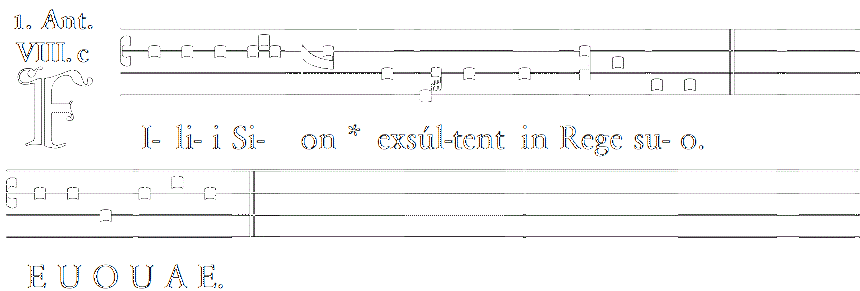 1. Ant.
VIII. c
FI- li- i Si- on * exsúl-tent in Rege su- o.
E U O U A E.